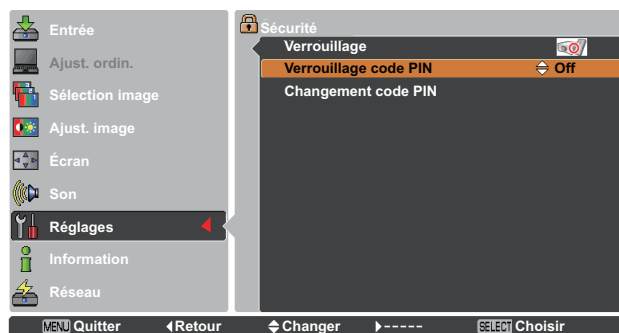 Entrée
Ajust. ordin.
Sélection image
Ajust. image
Écran
Son
Réglages
Information
Réseau
Sécurité
Verrouillage
Verrouillage code PIN Off
Changement code PIN
MENU Quitter Retour Changer ----- SELECT Choisir